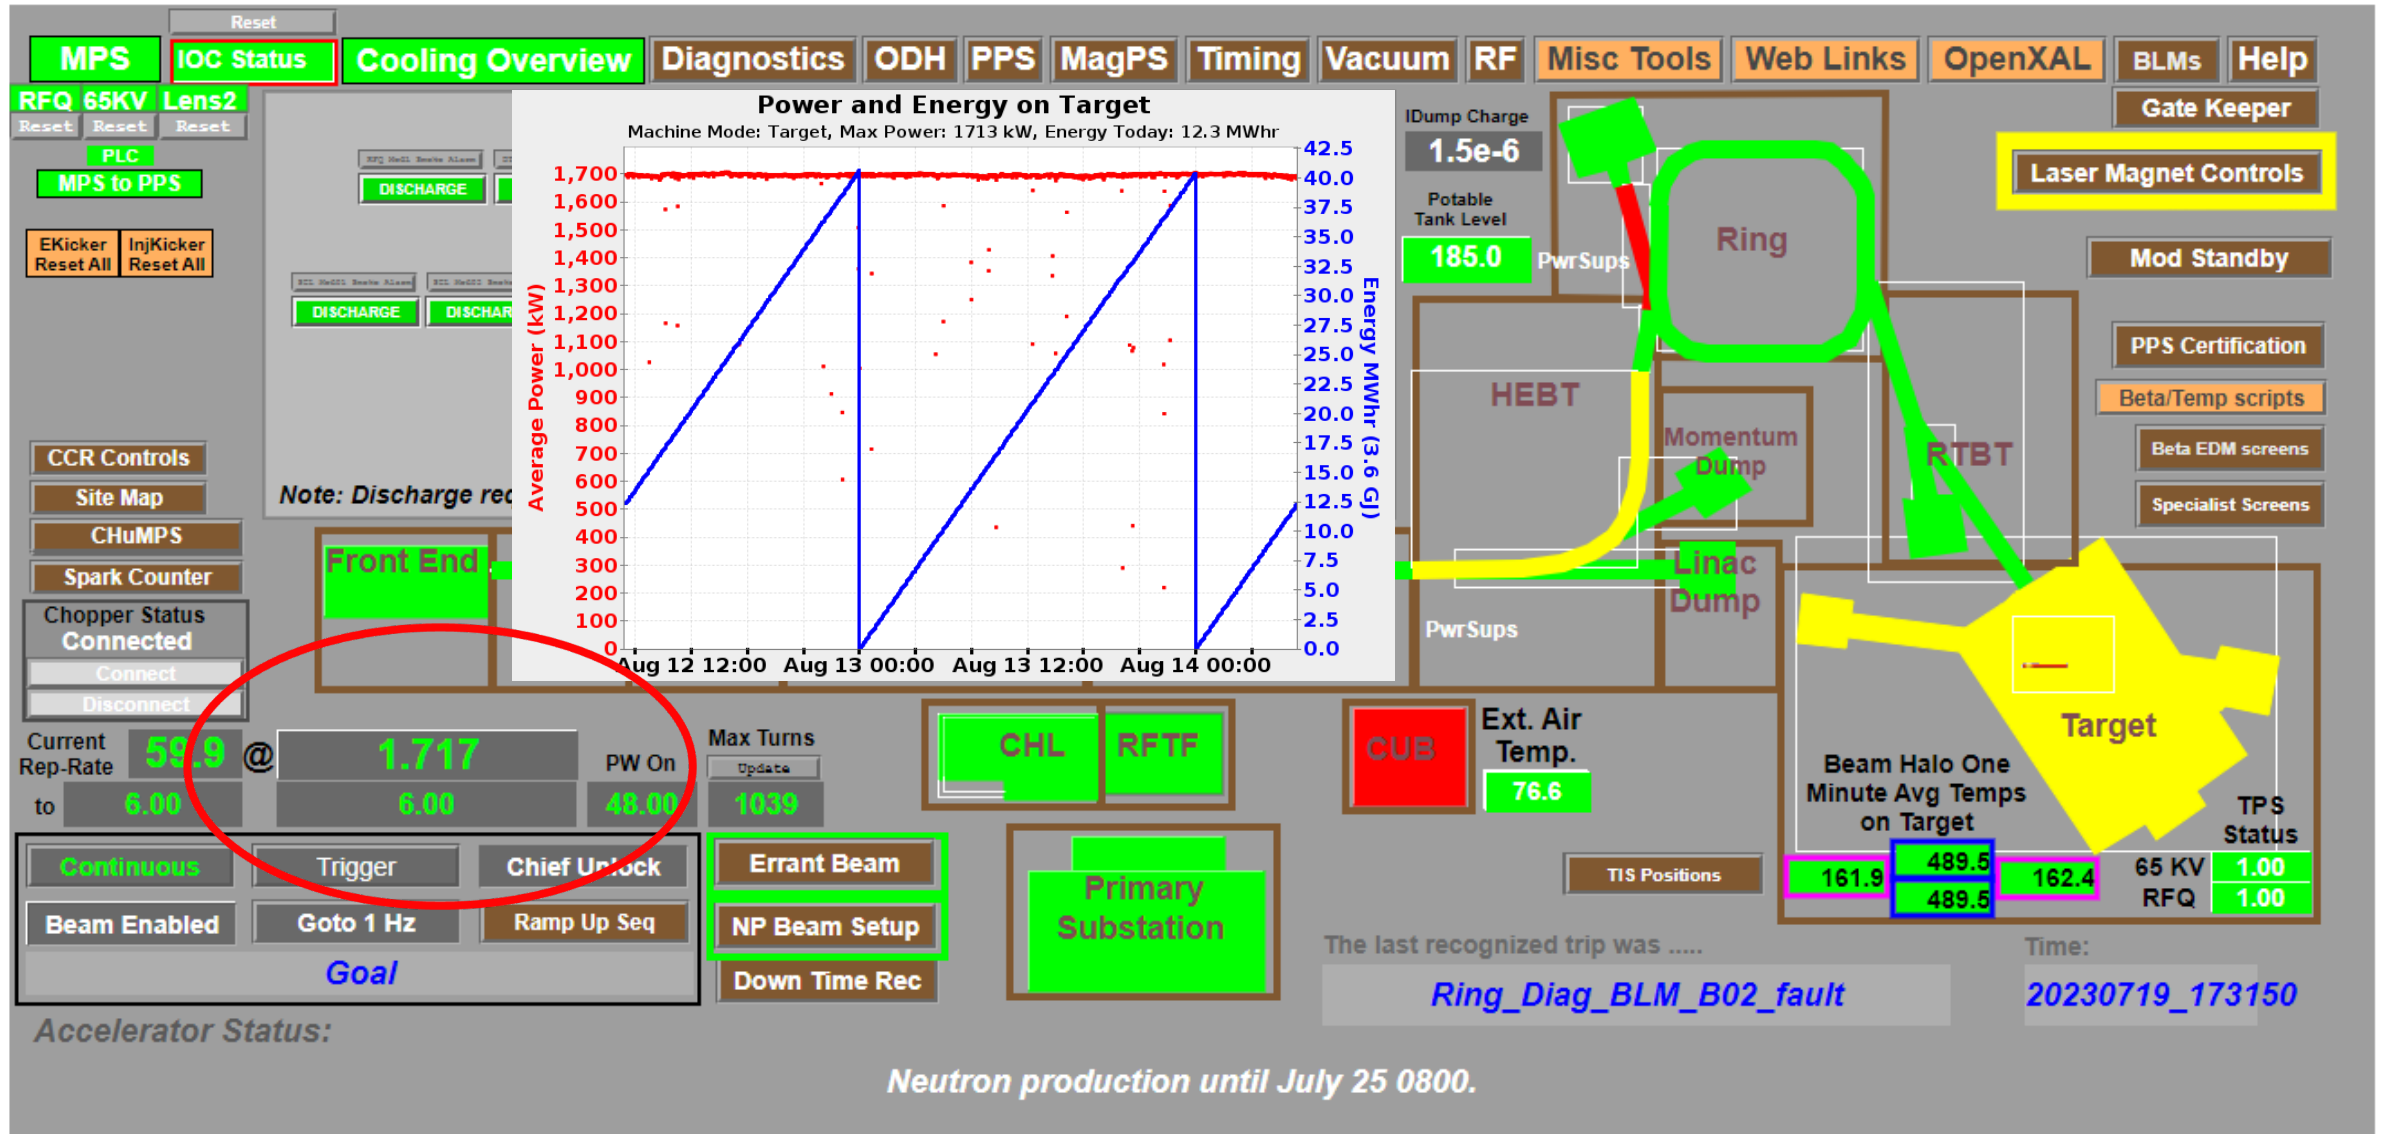 Reset
MPS
IOC Status
Cooling Overview
Diagnostics
ODH
PPS
MagPS
Timing
Vacuum
RF
Misc Tools
Web Links
OpenXAL
BLMs
Help
RFQ 65KV Lens2
Reset Reset Reset
PLC
MPS to PPS
EKicker
Reset All
InjKicker
Reset All
DISCHARGE
DISCHARGE
DISCHAR
Note: Discharge rec
CCR Controls
Site Map
CHuMPS
Spark Counter
Chopper Status
Connected
Connect
Disconnect
Power and Energy on Target
Machine Mode: Target, Max Power: 1713 kW, Energy Today: 12.3 MWhr
Average Power (kW)
1,700
1,600
1,500
1,400
1,300
1,200
1,100
1,000
900
800
700
600
500
400
300
200
100
0
42.5
40.0
37.5
35.0
32.5
30.0
27.5
25.0
22.5
20.0
17.5
15.0
12.5
10.0
7.5
5.0
2.5
0.0
Energy MWhr (3.6 GJ)
Aug 12 12:00 Aug 13 00:00 Aug 13 12:00 Aug 14 00:00
IDump Charge
1.5e-6
Potable
Tank Level
185.0
PwrSups
Ring
HEBT
Momentum
Dump
RTBT
Linac
Dump
PwrSups
Front End
Gate Keeper
Laser Magnet Controls
Mod Standby
PPS Certification
Beta/Temp scripts
Beta EDM screens
Specialist Screens
Target
Current
Rep-Rate
59.9 @ 1.717
PW On
to 6.00 6.00 48.00
Max Turns
Update
1039
Continuous
Trigger
Chief Unlock
Beam Enabled
Goto 1 Hz
Ramp Up Seq
Goal
Errant Beam
NP Beam Setup
Down Time Rec
CHL
RFTF
Primary
Substation
CUB
Ext. Air
Temp.
76.6
TIS Positions
Beam Halo One
Minute Avg Temps
on Target
161.9
489.5
489.5
162.4
TPS
Status
65 KV 1.00
RFQ 1.00
The last recognized trip was .....
Ring_Diag_BLM_B02_fault
Time:
20230719_173150
Accelerator Status:
Neutron production until July 25 0800.